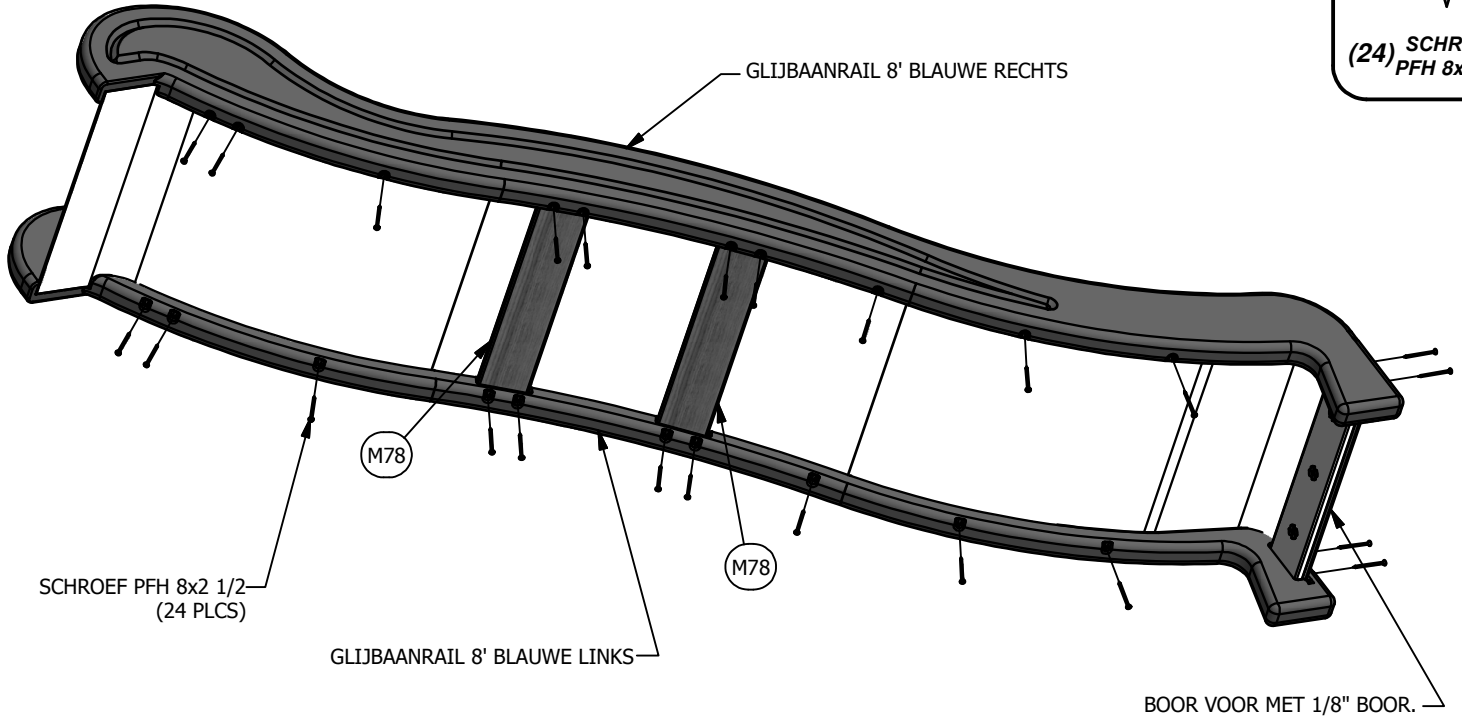 (24) SCHR
PFH 8x
GLIJBAANRAIL 8' BLAUWE RECHTS
M78
M78
SCHROEF PFH 8x2 1/2
(24 PLCS)
GLIJBAANRAIL 8' BLAUWE LINKS
BOOR VOOR MET 1/8" BOOR.